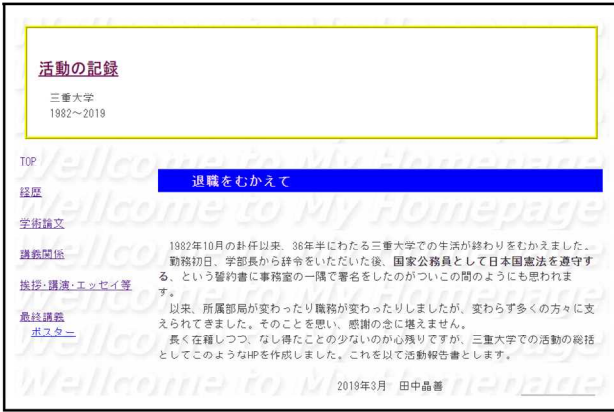 活動の記録
三重大学
1982～2019
TOP
経歴
学術論文
講義関係
挨拶・講演・エッセイ等
最終講義
ポスター
退職をむかえて
1982年10月の赴任以来、36年半にわたる三重大学での生活が終わりをむかえました。
勤務初日、学部長から辞令をいただいた後、国家公務員として日本国憲法を遵守す
る、という誓約書に事務室の一隅で署名をしたのがついこの間のようにも思われま
す。
以来、所属部局が変わったり職務が変わったりしましたが、変わらず多くの方々に支
えられてきました。そのことを思い、感謝の念に堪えません。
長く在籍しつつ、なし得たことの少ないのが心残りですが、三重大学での活動の総括
としてこのようなHPを作成しました。これを以て活動報告書とします。
2019年3月　田中晶善
Wellcome to My Homepage
Wellcome to My Homepage
Wellcome to My Homepage
Wellcome to My Homepage